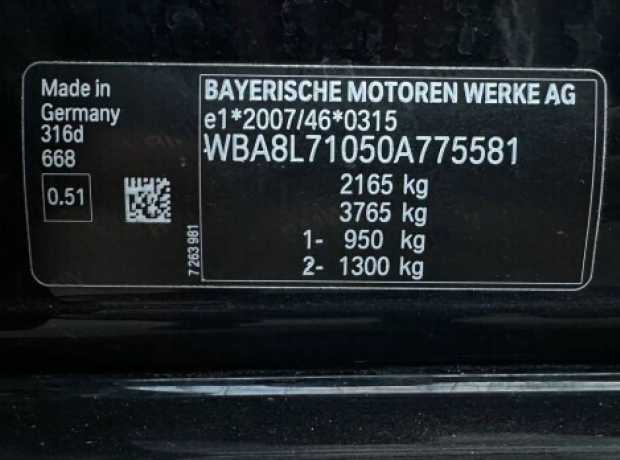 Made in
Germany
316d
668
0.51
7 263 981
BAYERISCHE MOTOREN WERKE AG
e1*2007/46*0315
WBA8L71050A775581
2165 kg
3765 kg
1- 950 kg
2- 1300 kg